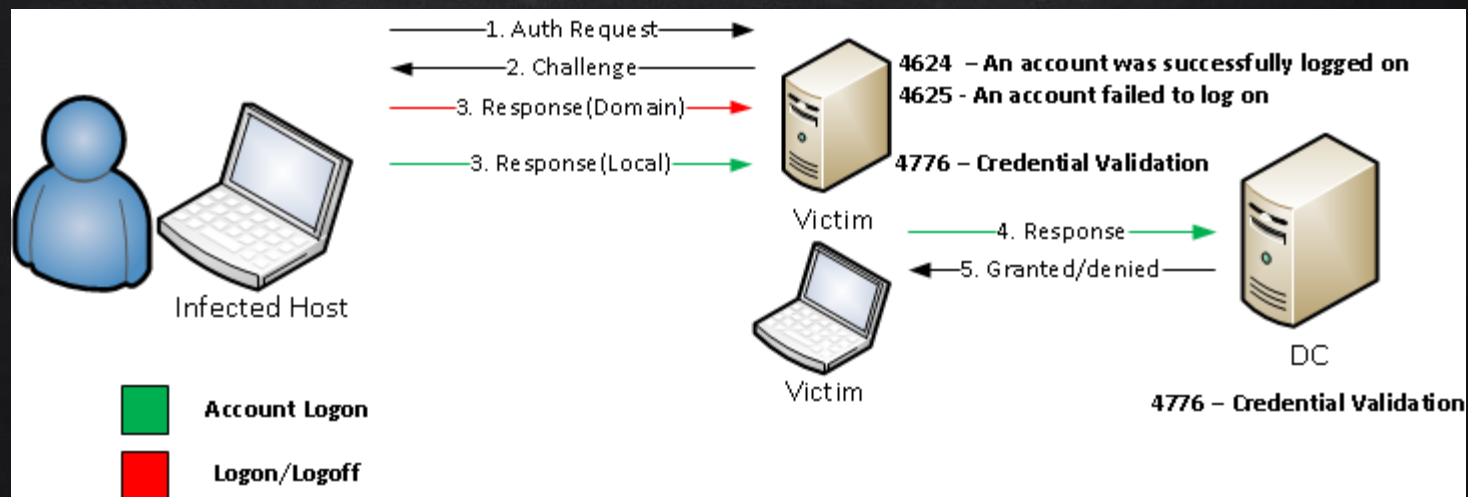 1. Auth Request
2. Challenge
3. Response(Domain)
3. Response(Local)
4624 – An account was successfully logged on
4625 - An account failed to log on
4776 – Credential Validation
Victim
4. Response
5. Granted/denied
Infected Host
Victim
DC
4776 – Credential Validation
Account Logon
Logon/Logoff